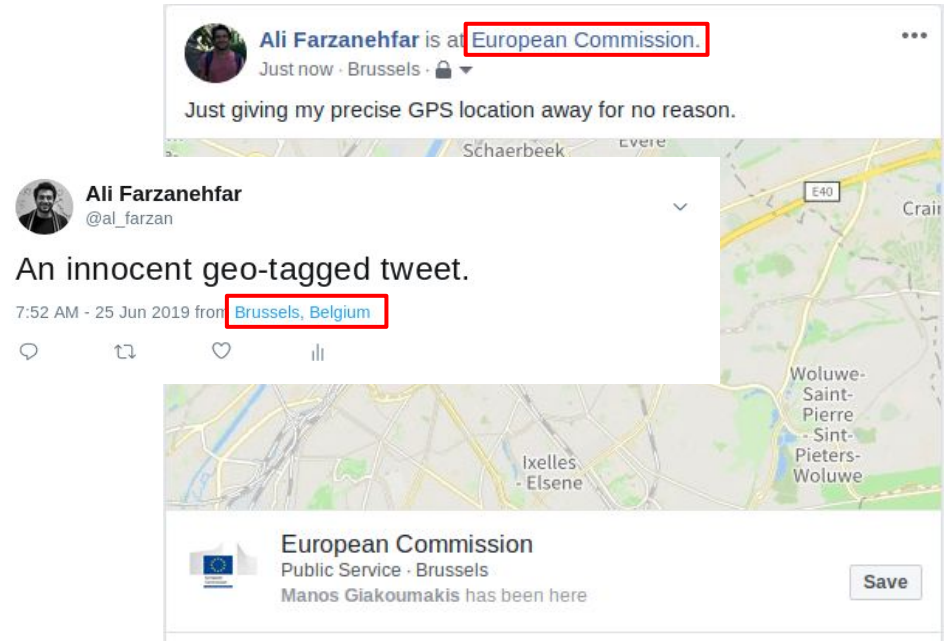 Ali Farzanehfar is at European Commission.
Just now · Brussels ·
Just giving my precise GPS location away for no reason.
Schaerbeek
Evere
E40
Ali Farzanehfar
@al_farzan
An innocent geo-tagged tweet.
7:52 AM - 25 Jun 2019 from Brussels, Belgium
Woluwe-
Saint-
Pierre
- Sint-
Pieters-
Woluwe
Ixelles
- Elsene
European Commission
Public Service · Brussels
Manos Giakoumakis has been here
Save